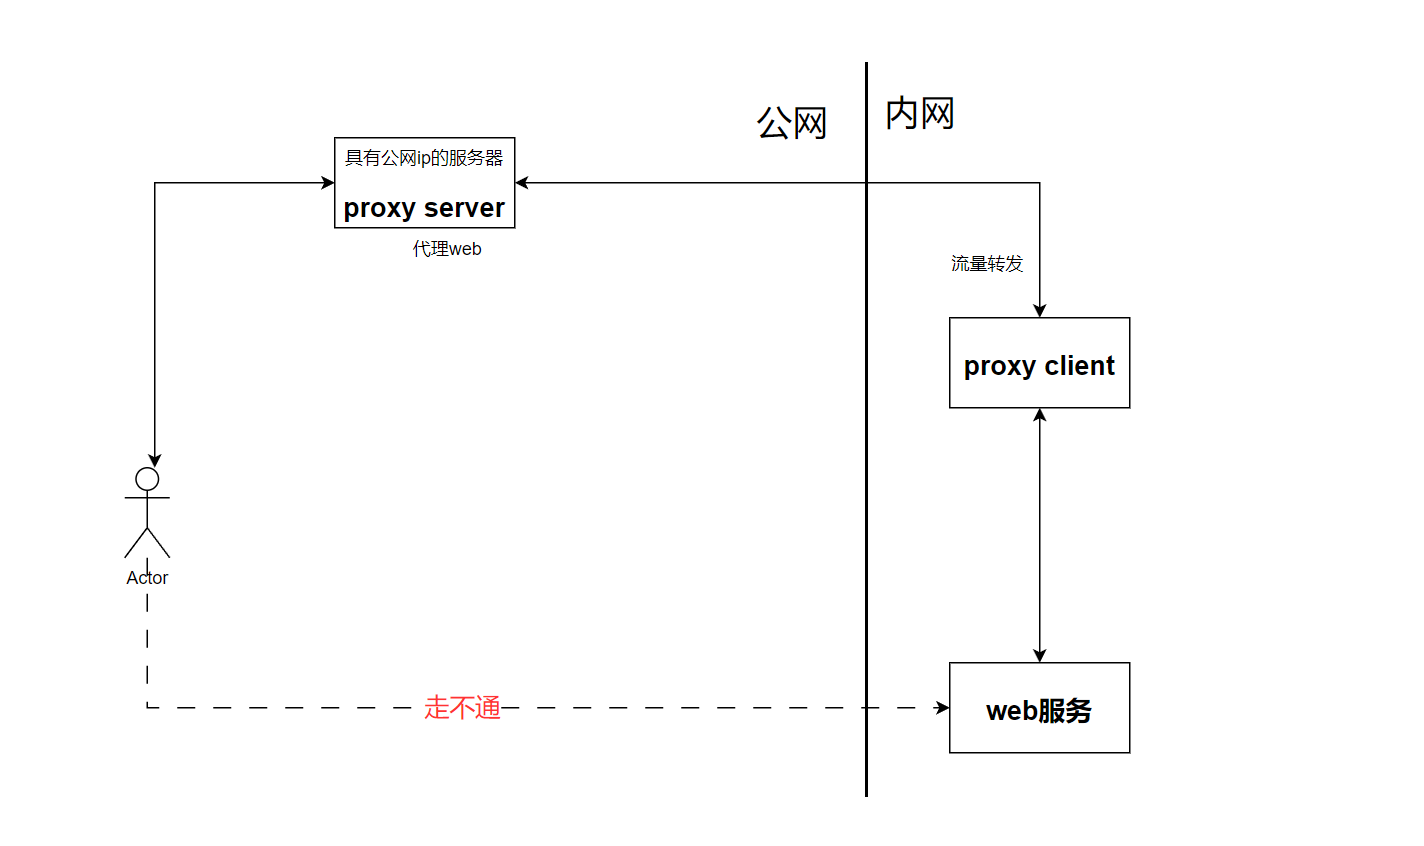 公网
内网
具有公网ip的服务器
proxy server
代理web
流量转发
proxy client
Actor
走不通
web服务